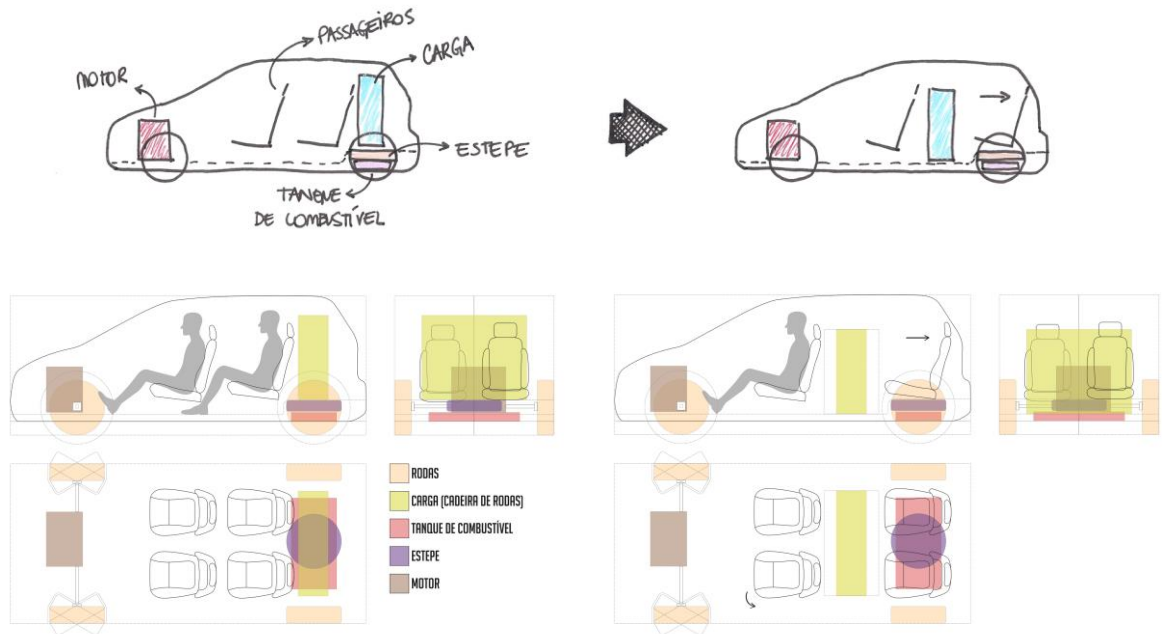 PASSAGEIROS
CARGA
MOTOR
ESTEPE
TANQUE
DE COMBUSTÍVEL
RODAS
CARGA (CADEIRA DE RODAS)
TANQUE DE COMBUSTÍVEL
ESTEPE
MOTOR